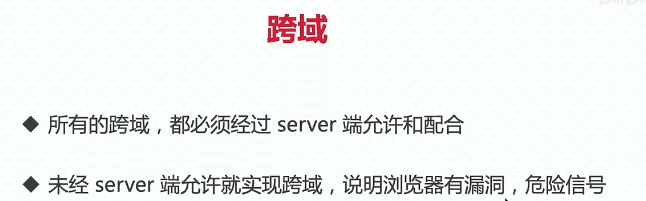 跨域
◆ 所有的跨域，都必须经过 server 端允许和配合
◆ 未经 server 端允许就实现跨域，说明浏览器有漏洞，危险信号